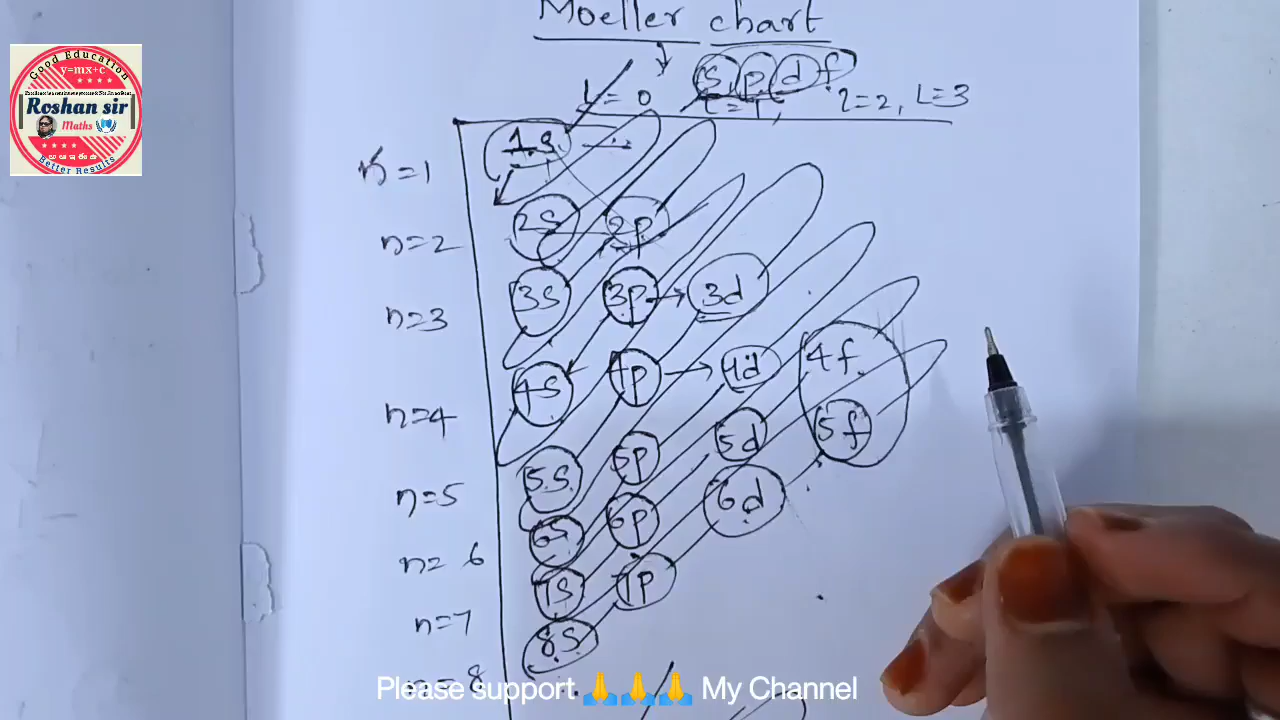 Moeller chart
s p d f
l = 0 l = 1, l=2, L=3
n=1 1s
n=2 2s 2p
n=3 3s 3p 3d
n=4 4s 4p 4d 4f
n=5 5s 5p 5d 5f
n=6 6s 6p 6d
n=7 7s 7p
n=8 8s
Good Education
y=mx+c
Roshan sir
Maths
Better Results
Please support 🙏🙏🙏 My Channel